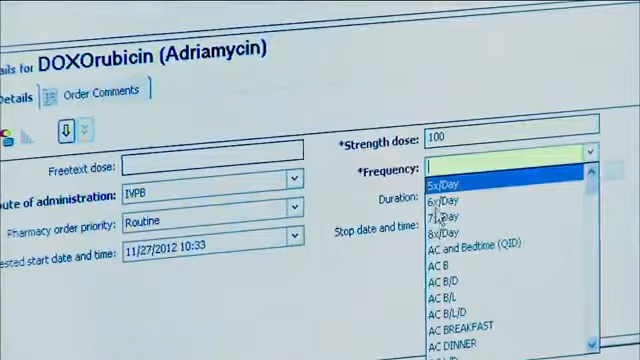 ails for DOXOrubicin (Adriamycin)
Details
Order Comments
*Strength dose: 100
Freetext dose:
*Frequency:
oute of administration: IVPB
Duration:
Pharmacy order priority: Routine
Stop date and time:
ested start date and time: 11/27/2012 10:33
5x/Day
6x/Day
7x/Day
8x/Day
AC and Bedtime (QID)
AC B
AC B/D
AC B/L
AC B/L/D
AC BREAKFAST
AC DINNER